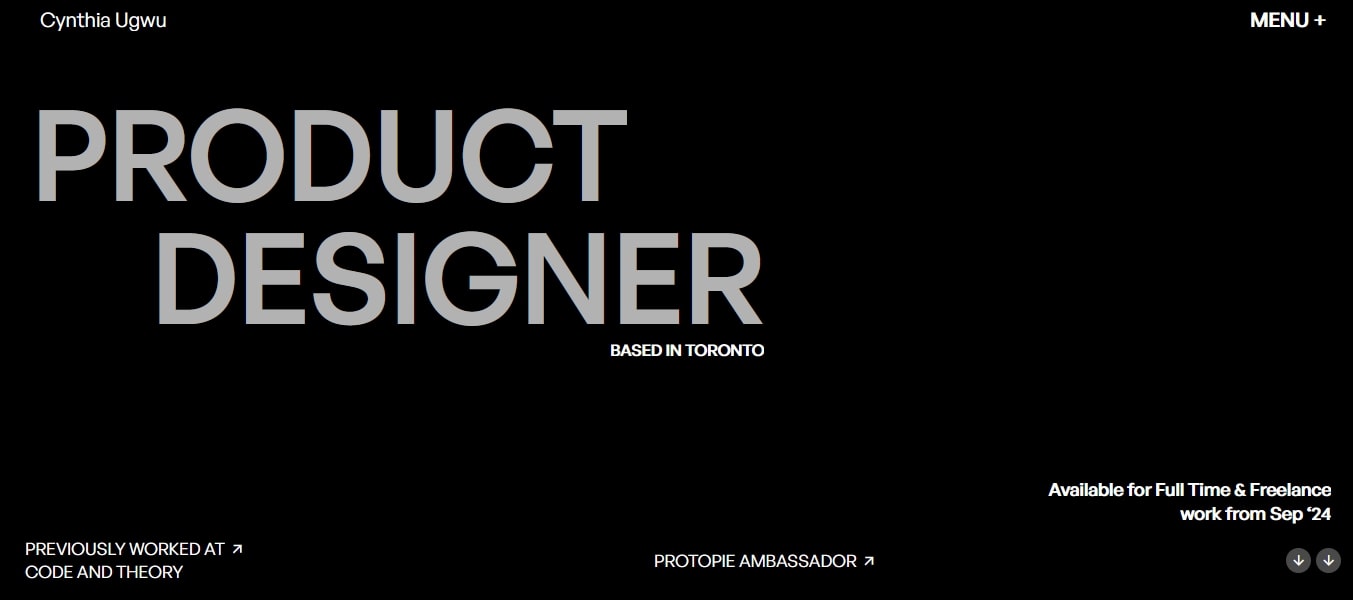 Cynthia Ugwu
MENU +
PRODUCT
DESIGNER
BASED IN TORONTO
Available for Full Time & Freelance
work from Sep ‘24
PREVIOUSLY WORKED AT
CODE AND THEORY
PROTOPIE AMBASSADOR